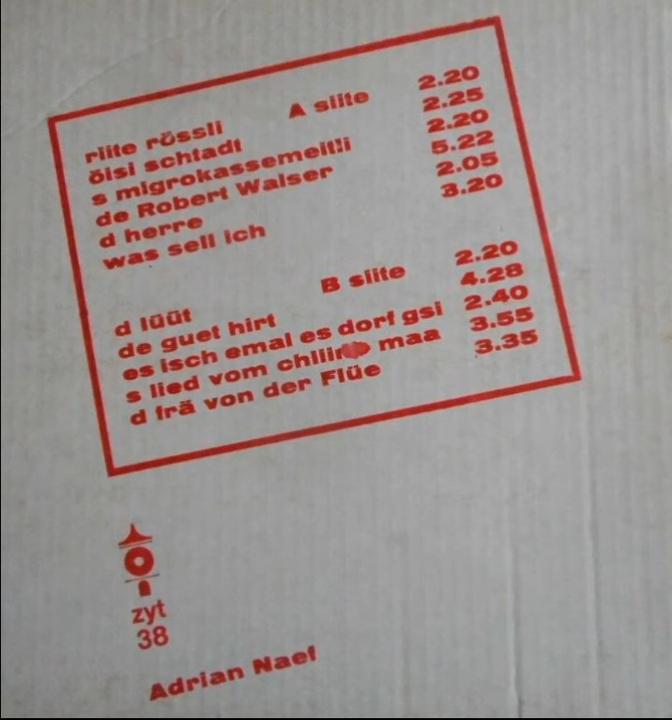 A siite
riite rössli 2.20
öisi schtadt 2.25
s migrokassemeitli 2.20
de Robert Walser 5.22
d herre 2.05
was sell ich 3.20
B siite
d lüüt 2.20
de guet hirt 4.28
es isch emal es dorf gsi 2.40
s lied vom maa 3.55
d frä von der Flüe 3.35
zyt
38
Adrian Naef